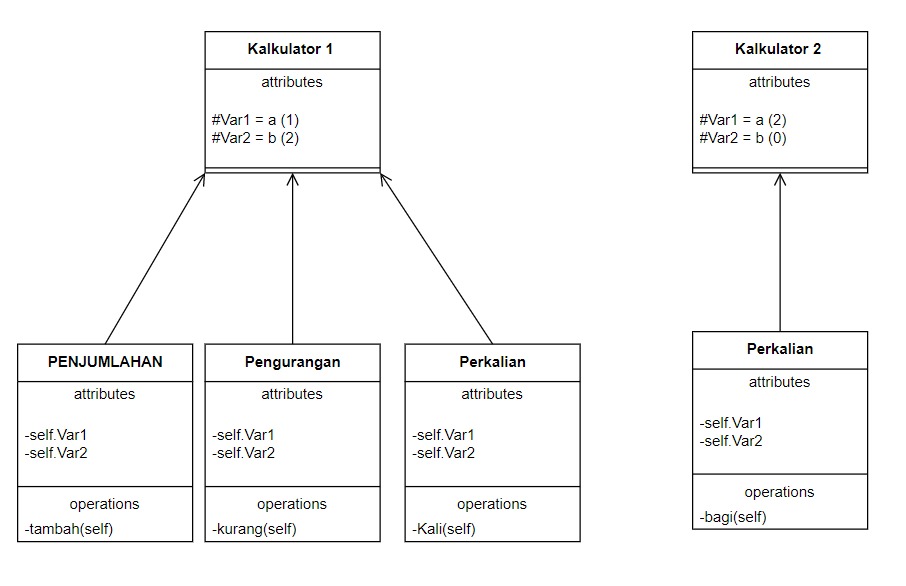 Kalkulator 1
attributes
#Var1 = a (1)
#Var2 = b (2)
Kalkulator 2
attributes
#Var1 = a (2)
#Var2 = b (0)
PENJUMLAHAN
attributes
-self.Var1
-self.Var2
operations
-tambah(self)
Pengurangan
attributes
-self.Var1
-self.Var2
operations
-kurang(self)
Perkalian
attributes
-self.Var1
-self.Var2
operations
-Kali(self)
Perkalian
attributes
-self.Var1
-self.Var2
operations
-bagi(self)